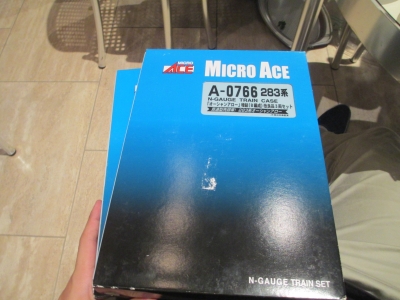 MICRO
ACE
MICRO ACE
A-0766 283系
N-GAUGE TRAIN CASE
N-GAUGE TRAIN SET